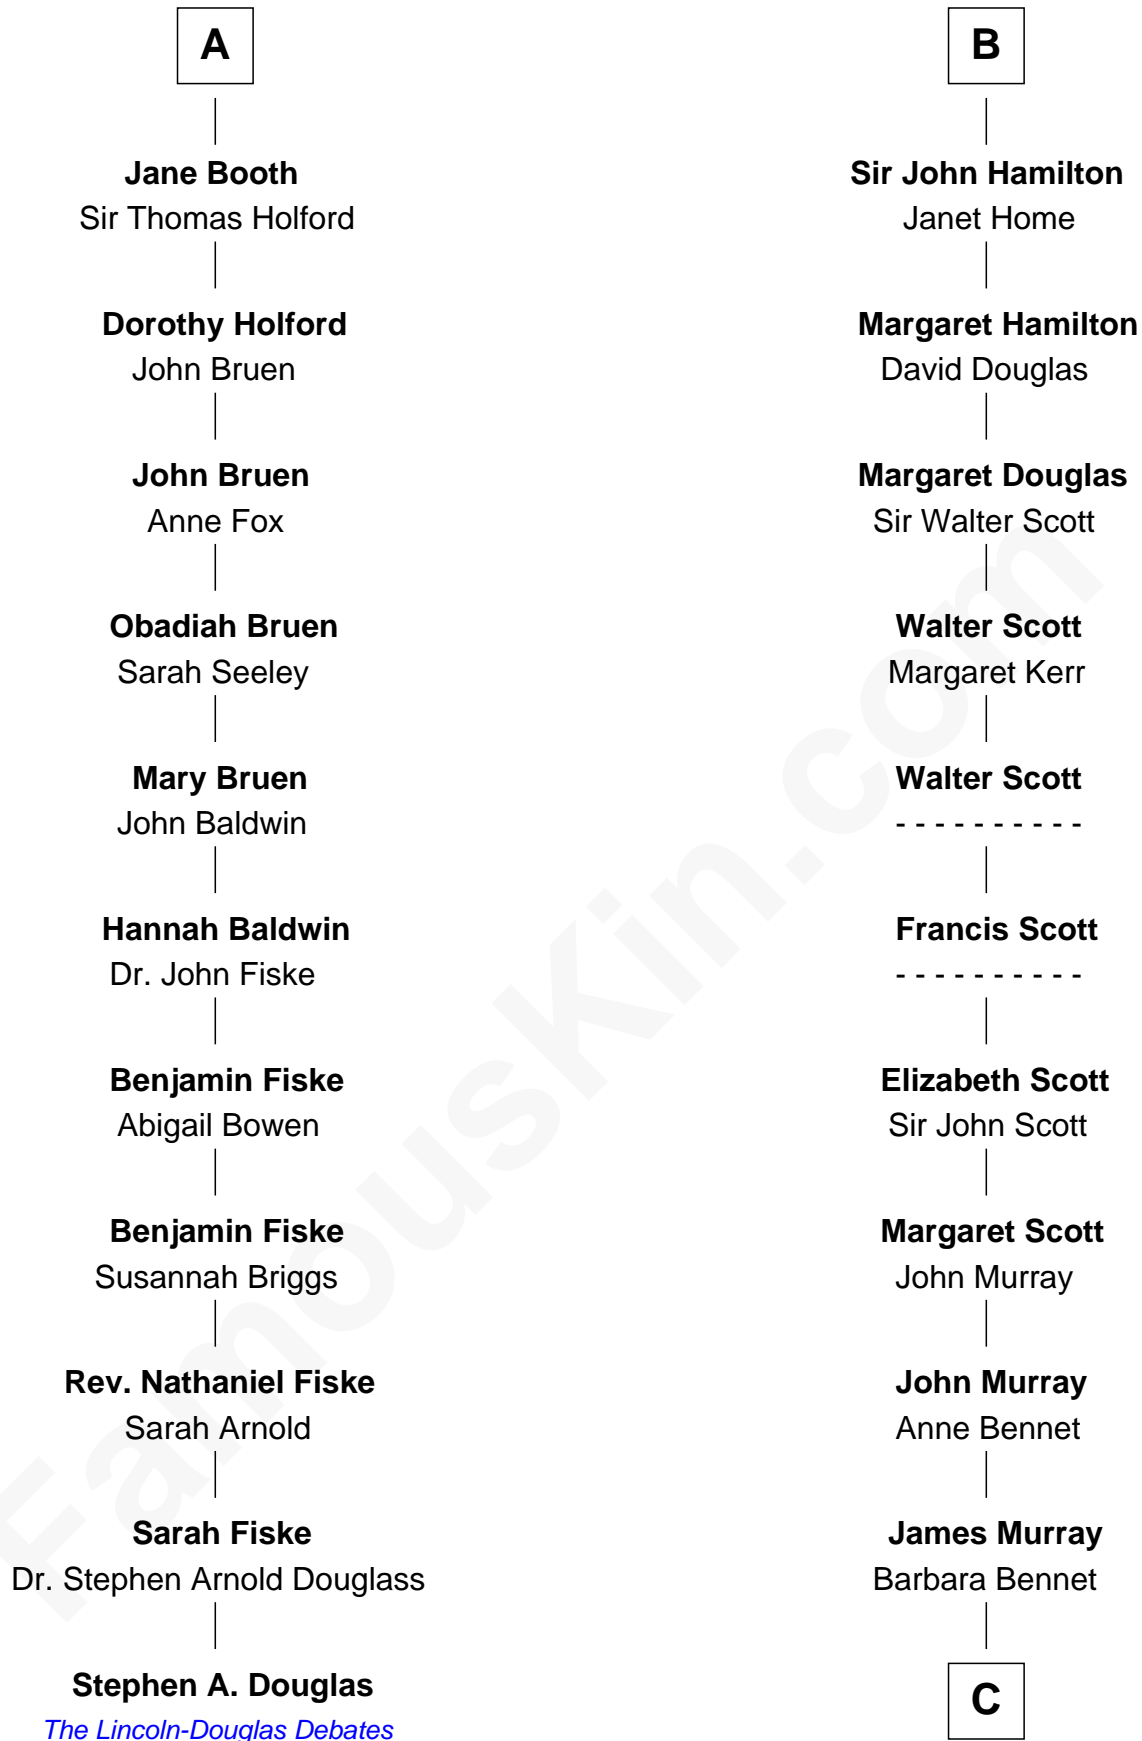 A
Jane Booth
Sir Thomas Holford
Dorothy Holford
John Bruen
John Bruen
Anne Fox
Obadiah Bruen
Sarah Seeley
Mary Bruen
John Baldwin
Hannah Baldwin
Dr. John Fiske
Benjamin Fiske
Abigail Bowen
Benjamin Fiske
Susannah Briggs
Rev. Nathaniel Fiske
Sarah Arnold
Sarah Fiske
Dr. Stephen Arnold Douglass
Stephen A. Douglas
The Lincoln-Douglas Debates
B
Sir John Hamilton
Janet Home
Margaret Hamilton
David Douglas
Margaret Douglas
Sir Walter Scott
Walter Scott
Margaret Kerr
Walter Scott
- - - - - - - - - -
Francis Scott
- - - - - - - - - -
Elizabeth Scott
Sir John Scott
Margaret Scott
John Murray
John Murray
Anne Bennet
James Murray
Barbara Bennet
C
FamousKin.com